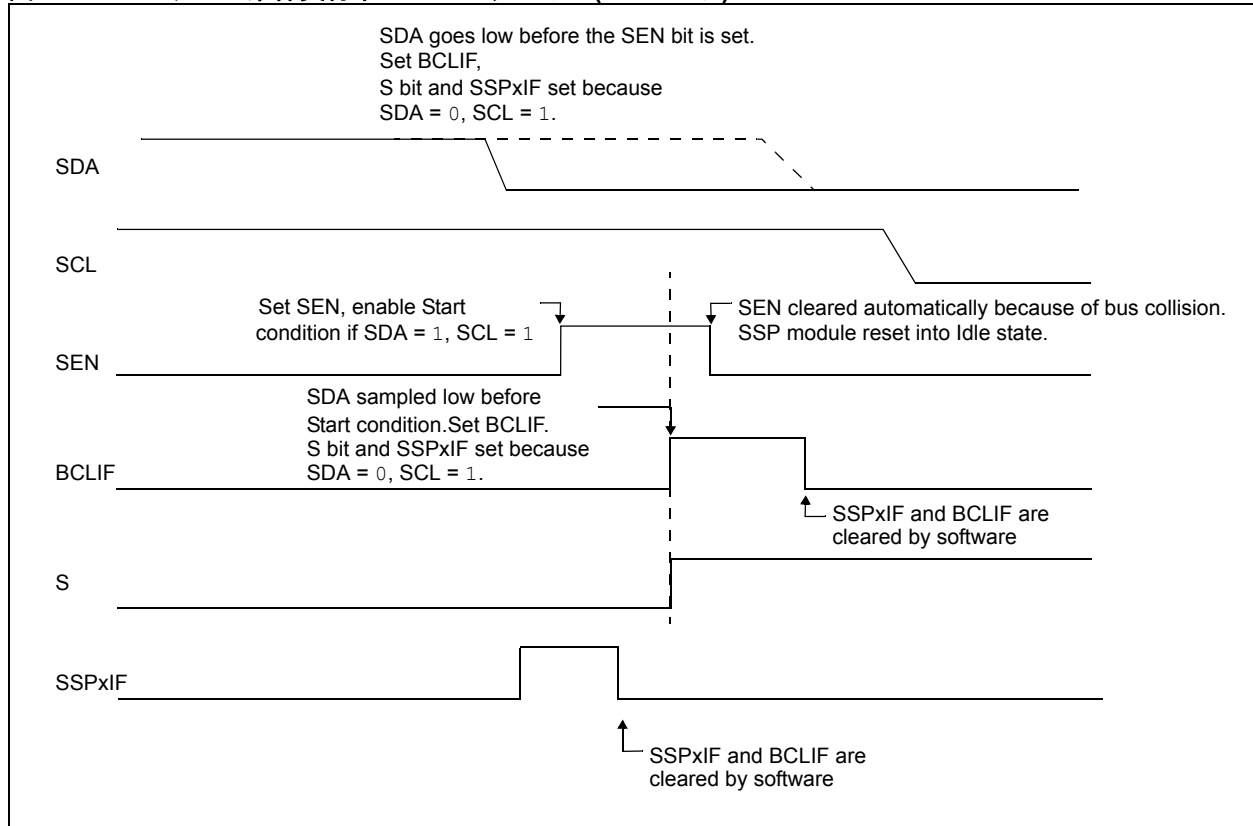 SDA goes low before the SEN bit is set.
Set BCLIF,
S bit and SSPxIF set because
SDA = 0, SCL = 1.
SDA
SCL
Set SEN, enable Start
condition if SDA = 1, SCL = 1
SEN cleared automatically because of bus collision.
SSP module reset into Idle state.
SEN
SDA sampled low before
Start condition.Set BCLIF.
S bit and SSPxIF set because
SDA = 0, SCL = 1.
BCLIF
SSPxIF and BCLIF are
cleared by software
S
SSPxIF
SSPxIF and BCLIF are
cleared by software